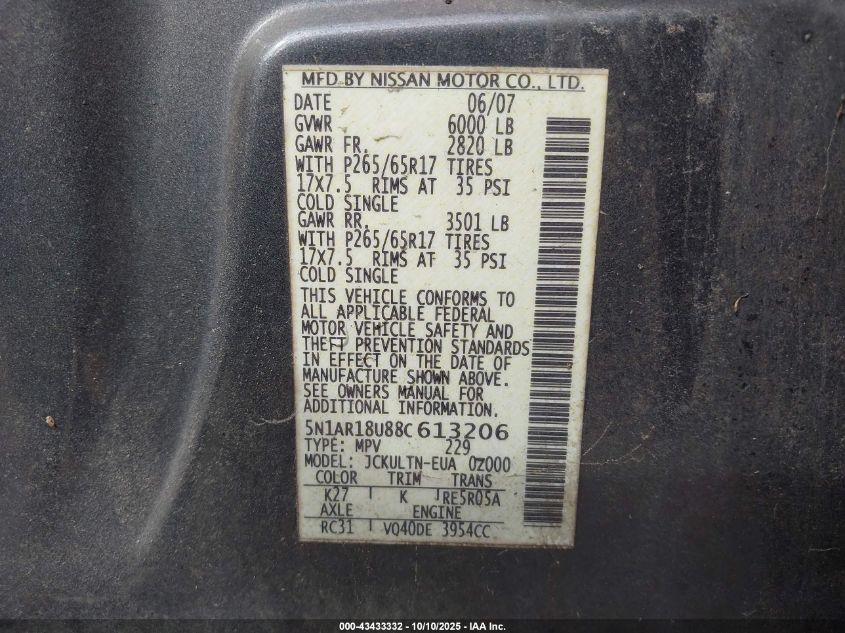 MFD BY NISSAN MOTOR CO., LTD.
DATE 06/07
GVWR 6000 LB
GAWR FR. 2820 LB
WITH P265/65R17 TIRES
17X7.5 RIMS AT 35 PSI
COLD SINGLE
GAWR RR. 3501 LB
WITH P265/65R17 TIRES
17X7.5 RIMS AT 35 PSI
COLD SINGLE
THIS VEHICLE CONFORMS TO
ALL APPLICABLE FEDERAL
MOTOR VEHICLE SAFETY AND
THEFT PREVENTION STANDARDS
IN EFFECT ON THE DATE OF
MANUFACTURE SHOWN ABOVE.
SEE OWNERS MANUAL FOR
ADDITIONAL INFORMATION.
5N1AR18U88C613206
TYPE: MPV 229
MODEL: JCKULTN-EUA 0Z000
COLOR TRIM TRANS
K27 K RE5R05A
AXLE ENGINE
RC31 VQ40DE 3954CC
000-43433332 - 10/10/2025 - IAA Inc.